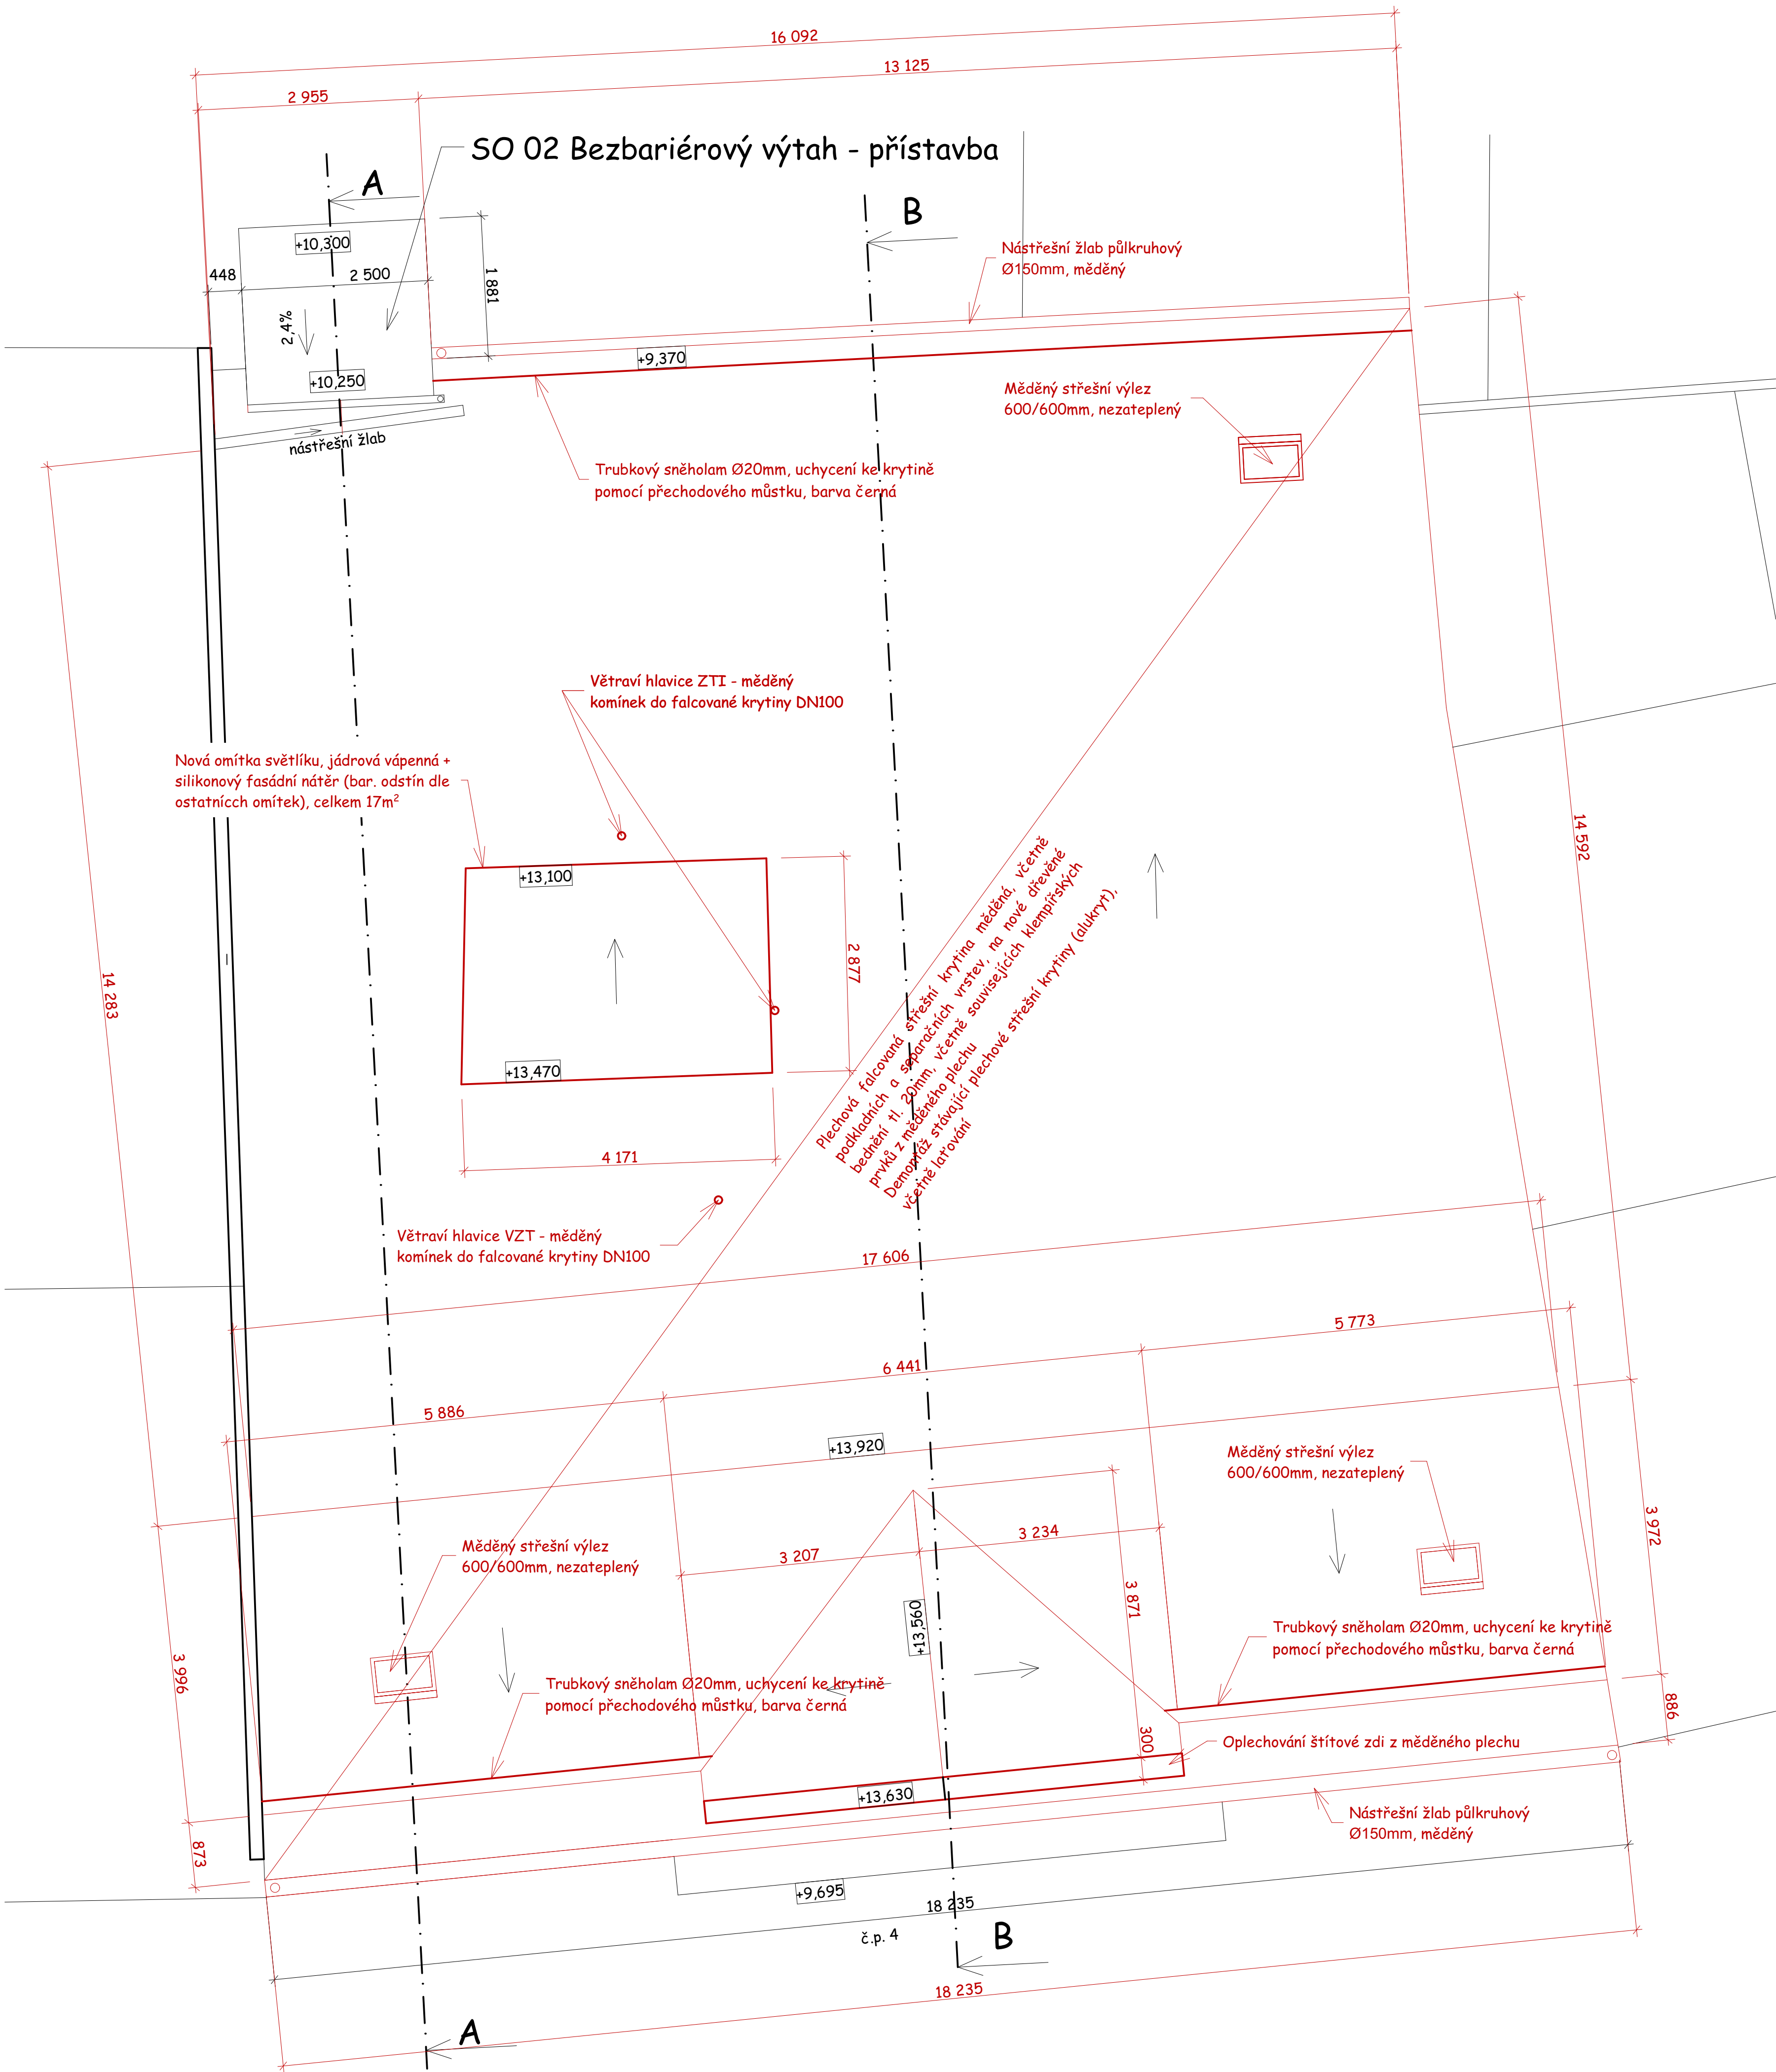 16 092
13 125
2 955
SO 02 Bezbariérový výtah - přístavba
A
B
+10,300
448
2 500
1 881
2,4%
+10,250
nástřešní žlab
Nástřešní žlab půlkruhový
Ø150mm, měděný
+9,370
Měděný střešní výlez
600/600mm, nezateplený
Trubkový sněholam Ø20mm, uchycení ke krytině
pomocí přechodového můstku, barva černá
Větraví hlavice ZTI - měděný
komínek do falcované krytiny DN100
Nová omítka světlíku, jádrová vápenná +
silikonový fasádní nátěr (bar. odstín dle
ostatnícch omítek), celkem 17m²
14 592
+13,100
2 877
14 283
+13,470
4 171
Plechová falcovaná střešní krytina měděná, včetně
podkladních a separačních vrstev, na nové dřevěné
bednění tl. 20mm, včetně souvisejících klempířských
prvků z měděného plechu
Demontáž stávající plechové střešní krytiny (alukryt),
včetně laťování
Větraví hlavice VZT - měděný
komínek do falcované krytiny DN100
17 606
5 773
6 441
5 886
+13,920
Měděný střešní výlez
600/600mm, nezateplený
3 972
3 234
3 207
Měděný střešní výlez
600/600mm, nezateplený
3 871
+13,560
3 996
Trubkový sněholam Ø20mm, uchycení ke krytině
pomocí přechodového můstku, barva černá
Trubkový sněholam Ø20mm, uchycení ke krytině
pomocí přechodového můstku, barva černá
886
300
Oplechování štítové zdi z měděného plechu
+13,630
Nástřešní žlab půlkruhový
Ø150mm, měděný
873
+9,695
18 235
č.p. 4
B
18 235
A